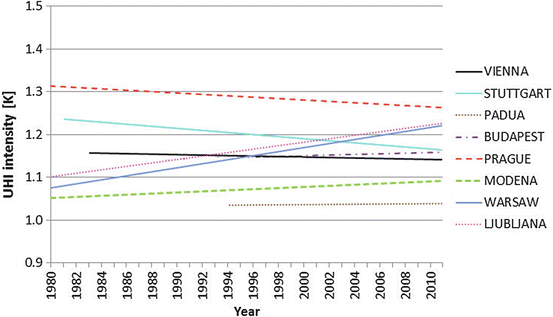 1.5
1.4
1.3
1.2
1.1
1.0
0.9
UHI intensity [K]
1980
1982
1984
1986
1988
1990
1992
1994
1996
1998
2000
2002
2004
2006
2008
2010
Year
VIENNA
STUTTGART
PADUA
BUDAPEST
PRAGUE
MODENA
WARSAW
LJUBLJANA